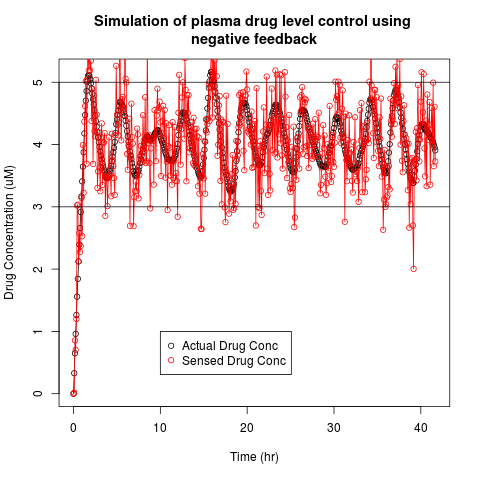 Simulation of plasma drug level control using
negative feedback
Drug Concentration (uM)
5
4
3
2
1
0
Actual Drug Conc
Sensed Drug Conc
0 10 20 30 40
Time (hr)